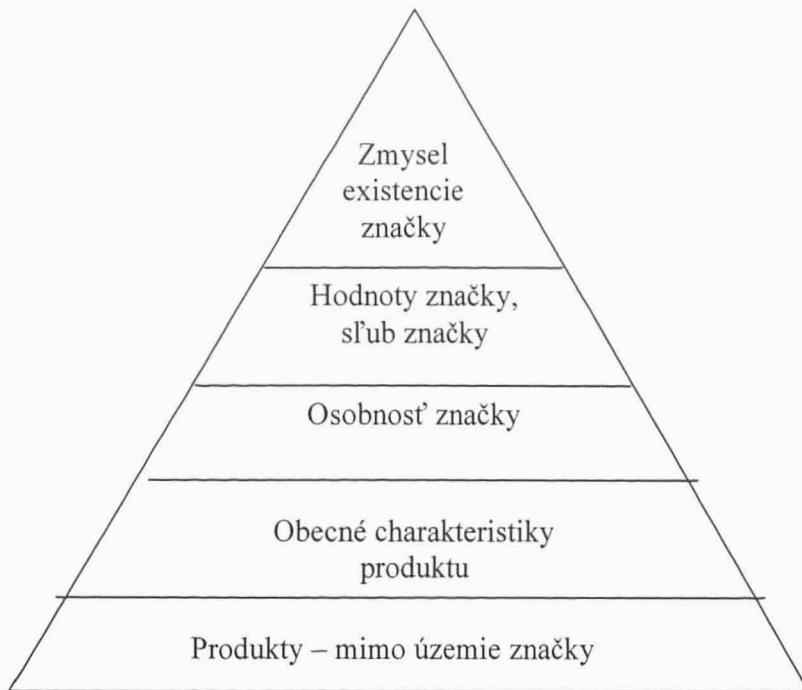 Zmysel
existencie
značky
Hodnoty značky,
sľub značky
Osobnosť značky
Obecné charakteristiky
produktu
Produkty – mimo územie značky